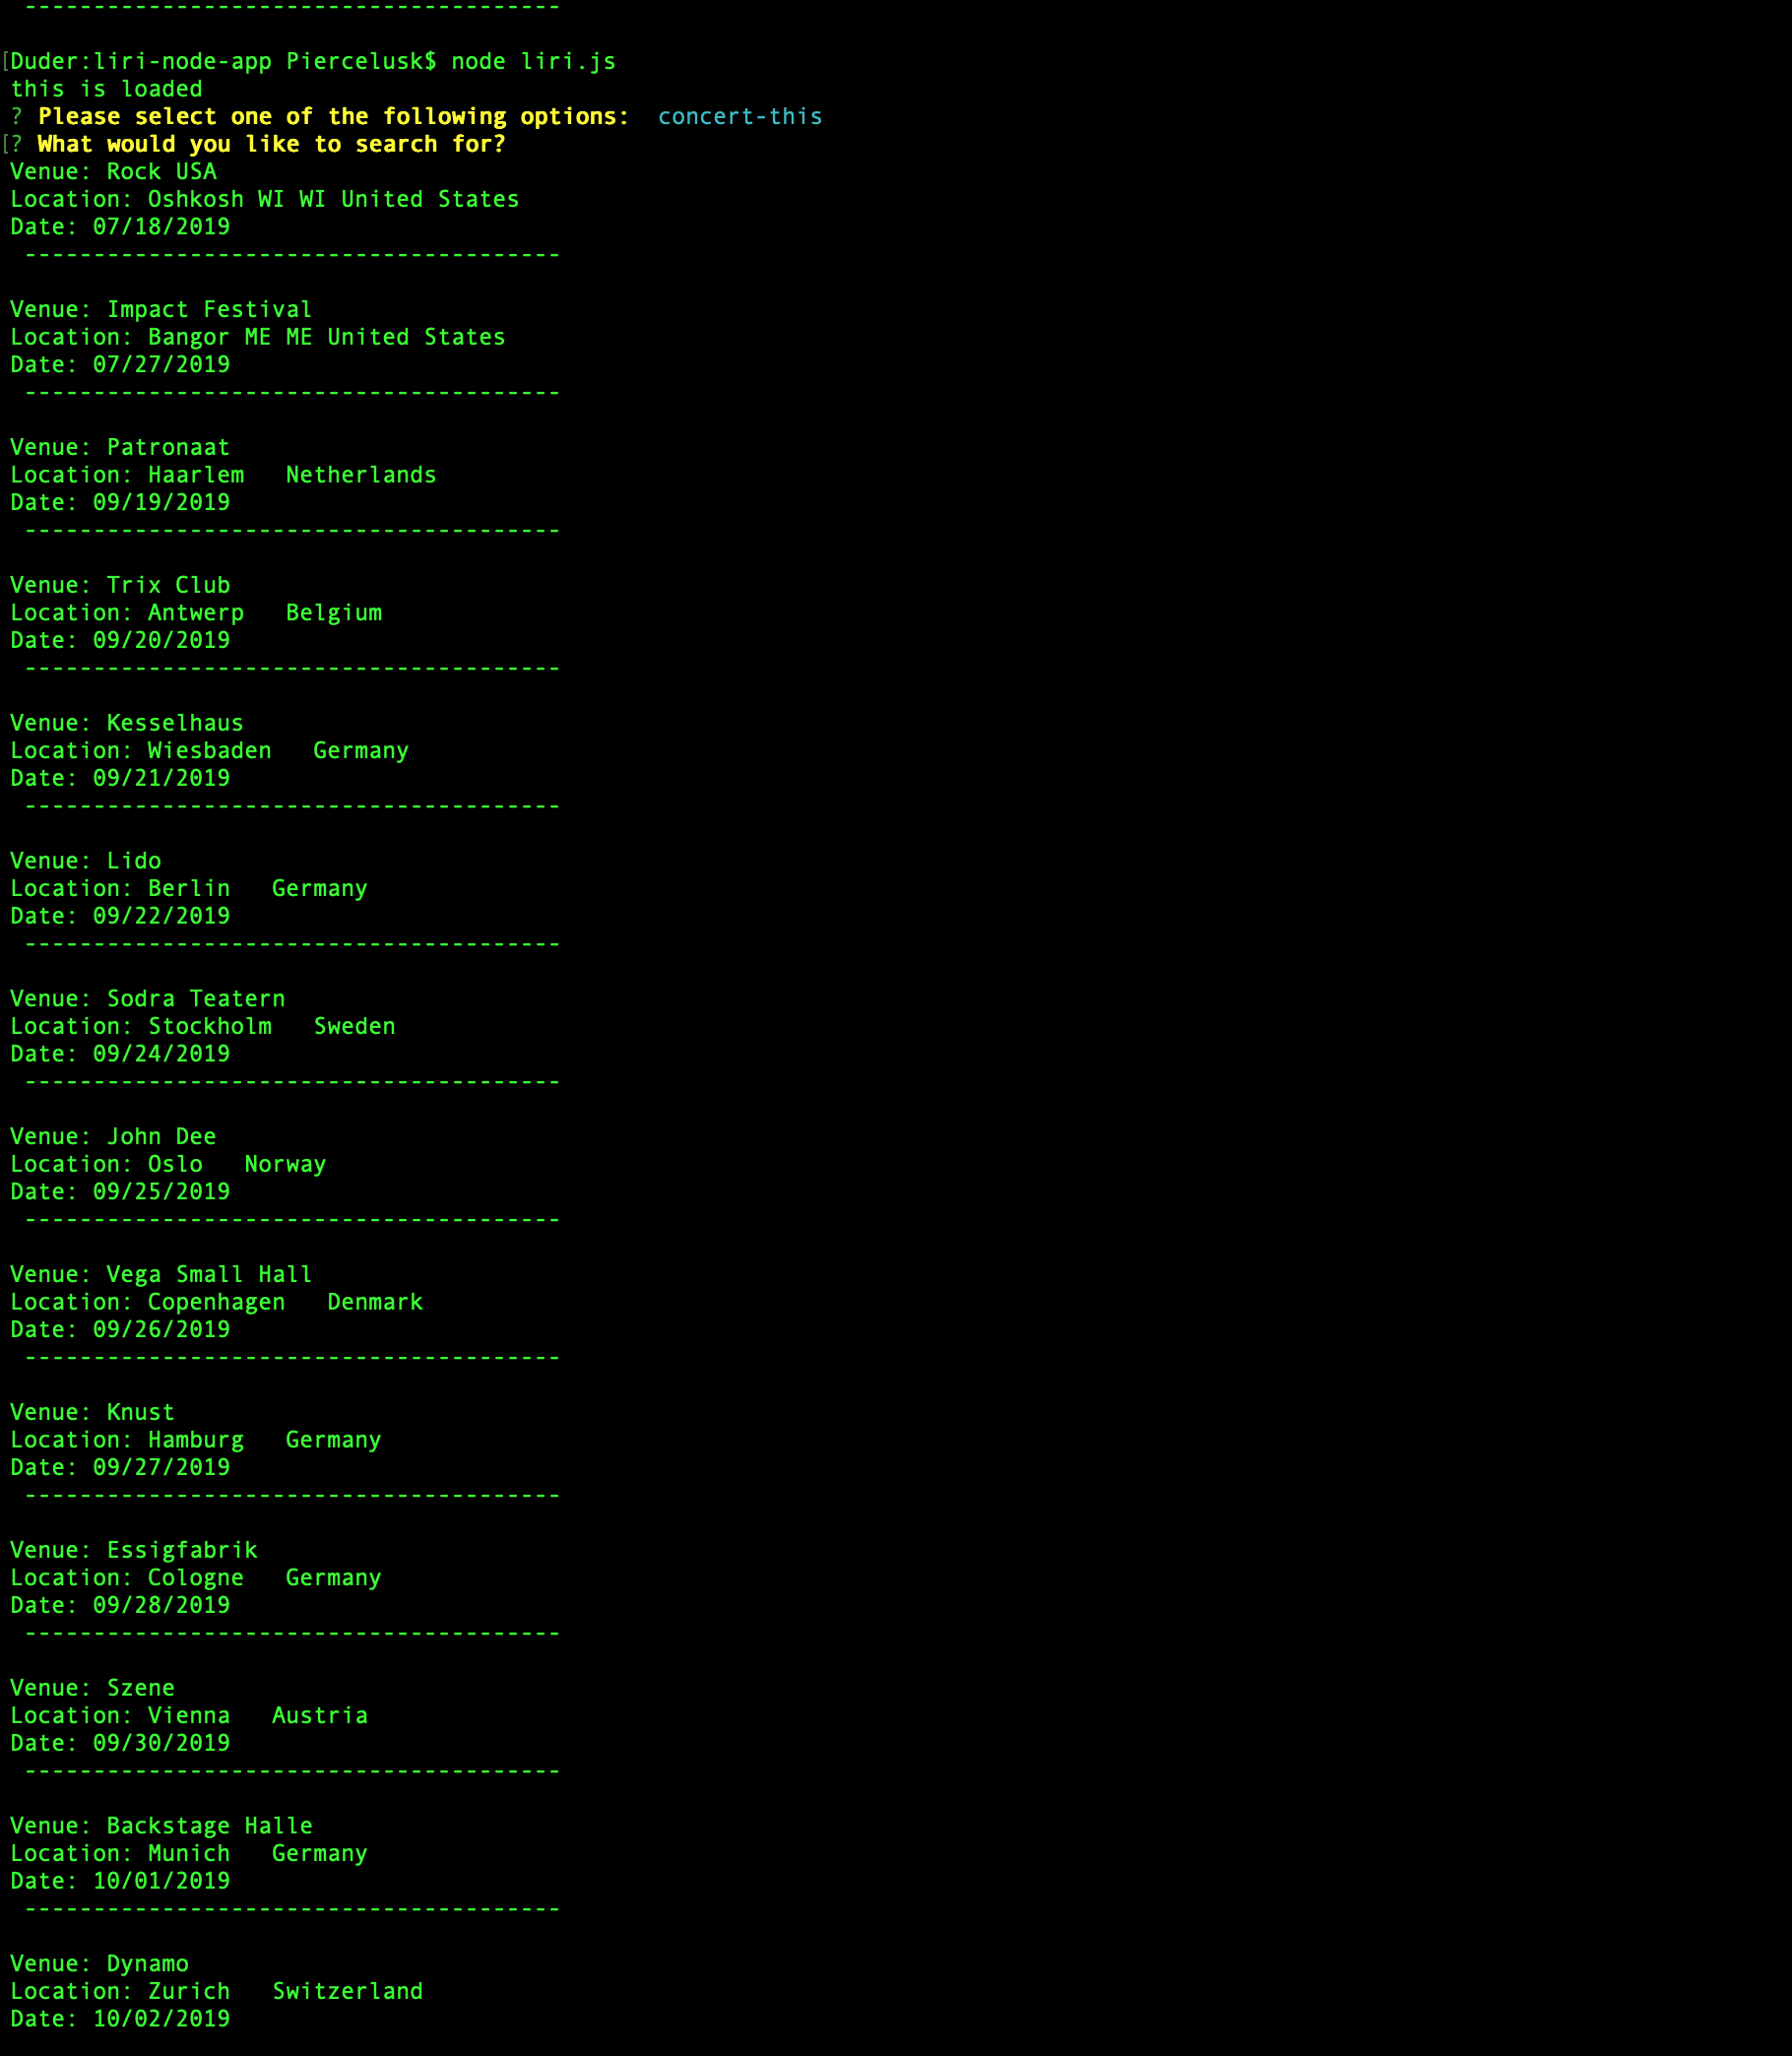 ---------------------------------------
[Duder:liri-node-app Piercelusk$ node liri.js
this is loaded
? Please select one of the following options:  concert-this
[? What would you like to search for?
Venue: Rock USA
Location: Oshkosh WI WI United States
Date: 07/18/2019
---------------------------------------
Venue: Impact Festival
Location: Bangor ME ME United States
Date: 07/27/2019
---------------------------------------
Venue: Patronaat
Location: Haarlem   Netherlands
Date: 09/19/2019
---------------------------------------
Venue: Trix Club
Location: Antwerp   Belgium
Date: 09/20/2019
---------------------------------------
Venue: Kesselhaus
Location: Wiesbaden   Germany
Date: 09/21/2019
---------------------------------------
Venue: Lido
Location: Berlin   Germany
Date: 09/22/2019
---------------------------------------
Venue: Sodra Teatern
Location: Stockholm   Sweden
Date: 09/24/2019
---------------------------------------
Venue: John Dee
Location: Oslo   Norway
Date: 09/25/2019
---------------------------------------
Venue: Vega Small Hall
Location: Copenhagen   Denmark
Date: 09/26/2019
---------------------------------------
Venue: Knust
Location: Hamburg   Germany
Date: 09/27/2019
---------------------------------------
Venue: Essigfabrik
Location: Cologne   Germany
Date: 09/28/2019
---------------------------------------
Venue: Szene
Location: Vienna   Austria
Date: 09/30/2019
---------------------------------------
Venue: Backstage Halle
Location: Munich   Germany
Date: 10/01/2019
---------------------------------------
Venue: Dynamo
Location: Zurich   Switzerland
Date: 10/02/2019